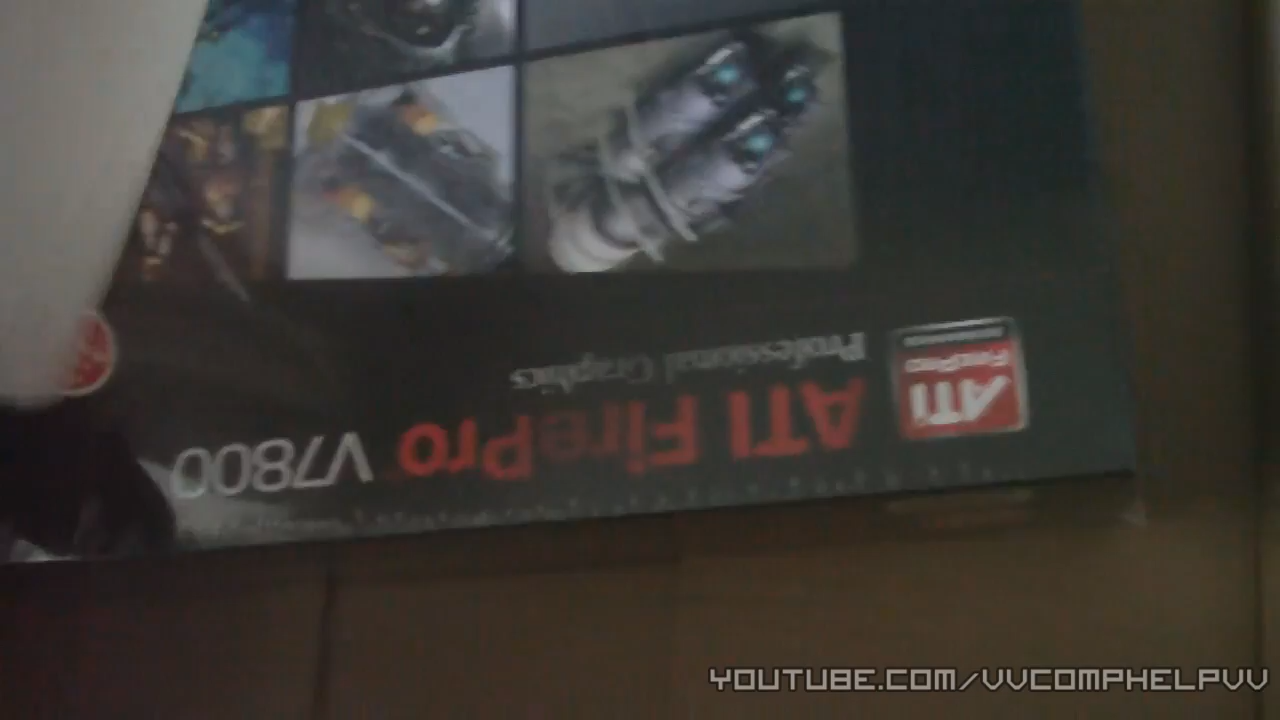 ATI FirePro V7800
Professional Graphics
ATI
FirePro
YOUTUBE.COM/VVCOMPHELPVV